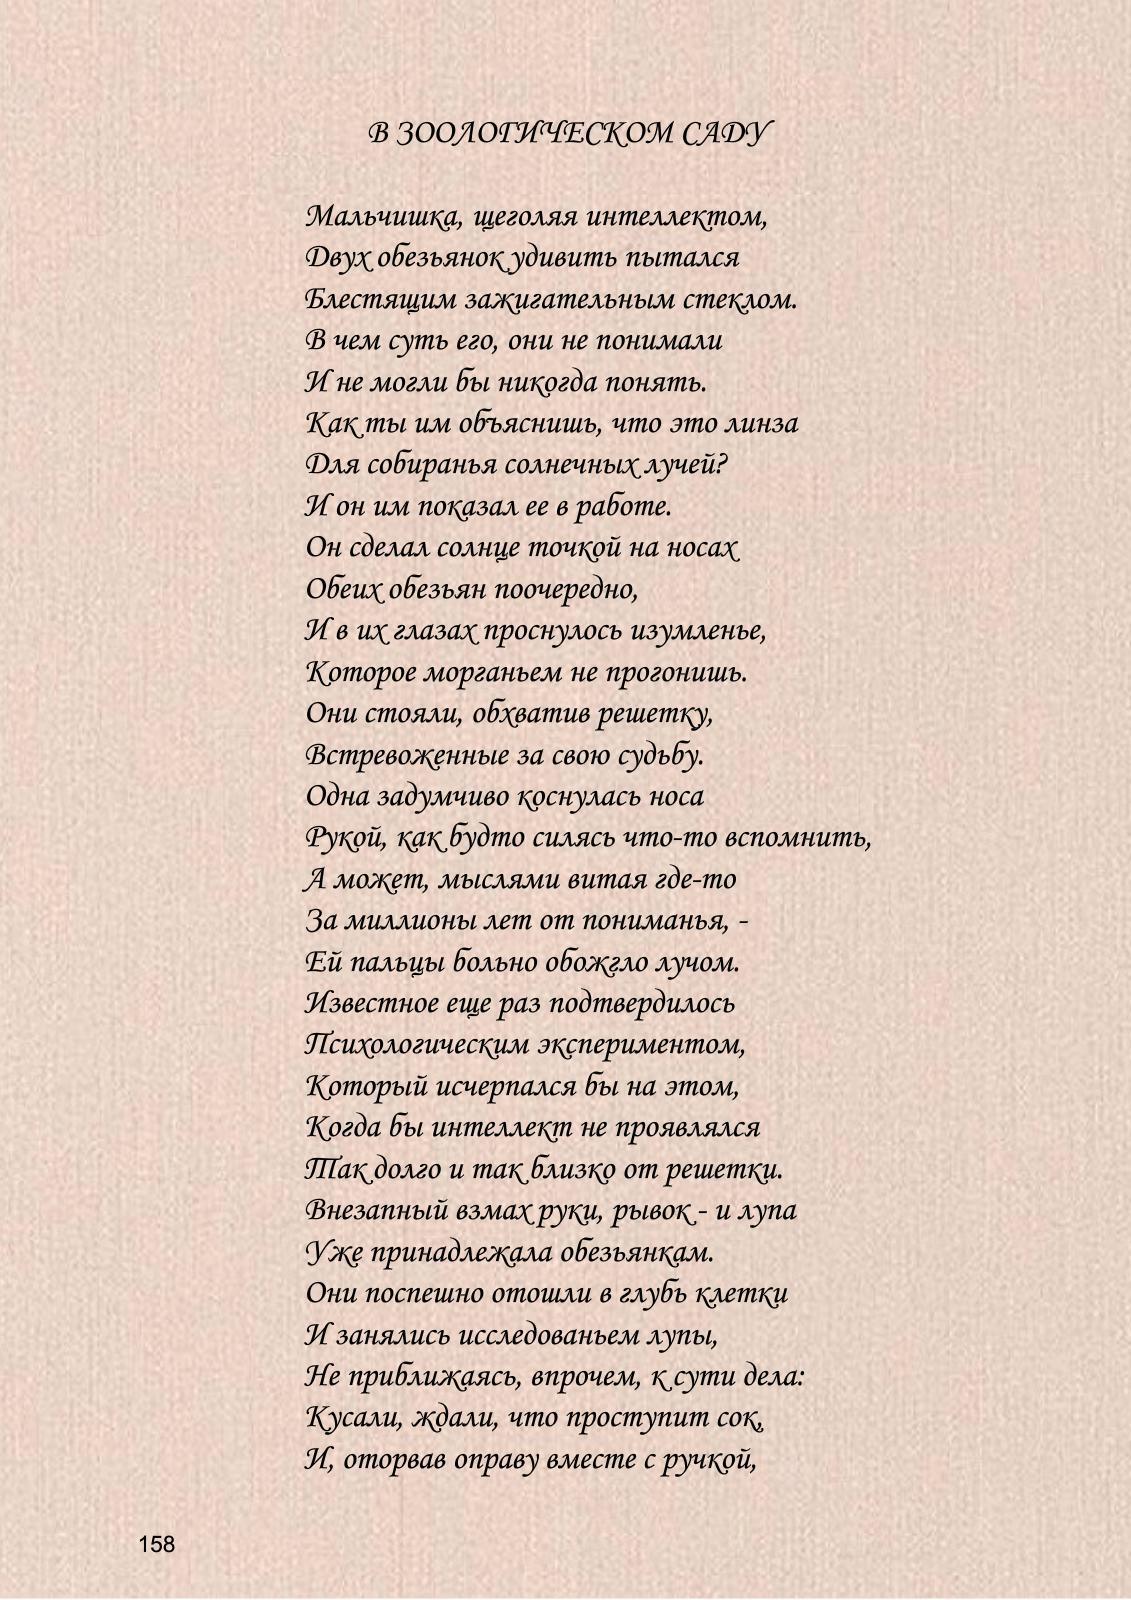 В ЗООЛОГИЧЕСКОМ САДУ
Мальчишка, щеголяя интеллектом,
Двух обезьянок удивить пытался
Блестящим зажигательным стеклом.
В чем суть его, они не понимали
И не могли бы никогда понять.
Как ты им объяснишь, что это линза
Для собиранья солнечных лучей?
И он им показал ее в работе.
Он сделал солнце точкой на носах
Обеих обезьян поочередно,
И в их глазах проснулось изумленье,
Которое морганьем не прогонишь.
Они стояли, обхватив решетку,
Встревоженные за свою судьбу.
Одна задумчиво коснулась носа
Рукой, как будто силясь что-то вспомнить,
А может, мыслями витая где-то
За миллионы лет от пониманья, -
Ей пальцы больно обожгло лучом.
Известное еще раз подтвердилось
Психологическим экспериментом,
Который исчерпался бы на этом,
Когда бы интеллект не проявлялся
Так долго и так близко от решетки.
Внезапный взмах руки, рывок - и лупа
Уже принадлежала обезьянкам.
Они поспешно отошли в глубь клетки
И занялись исследованьем лупы,
Не приближаясь, впрочем, к сути дела:
Кусали, ждали, что проступит сок,
И, оторвав оправу вместе с ручкой,
158